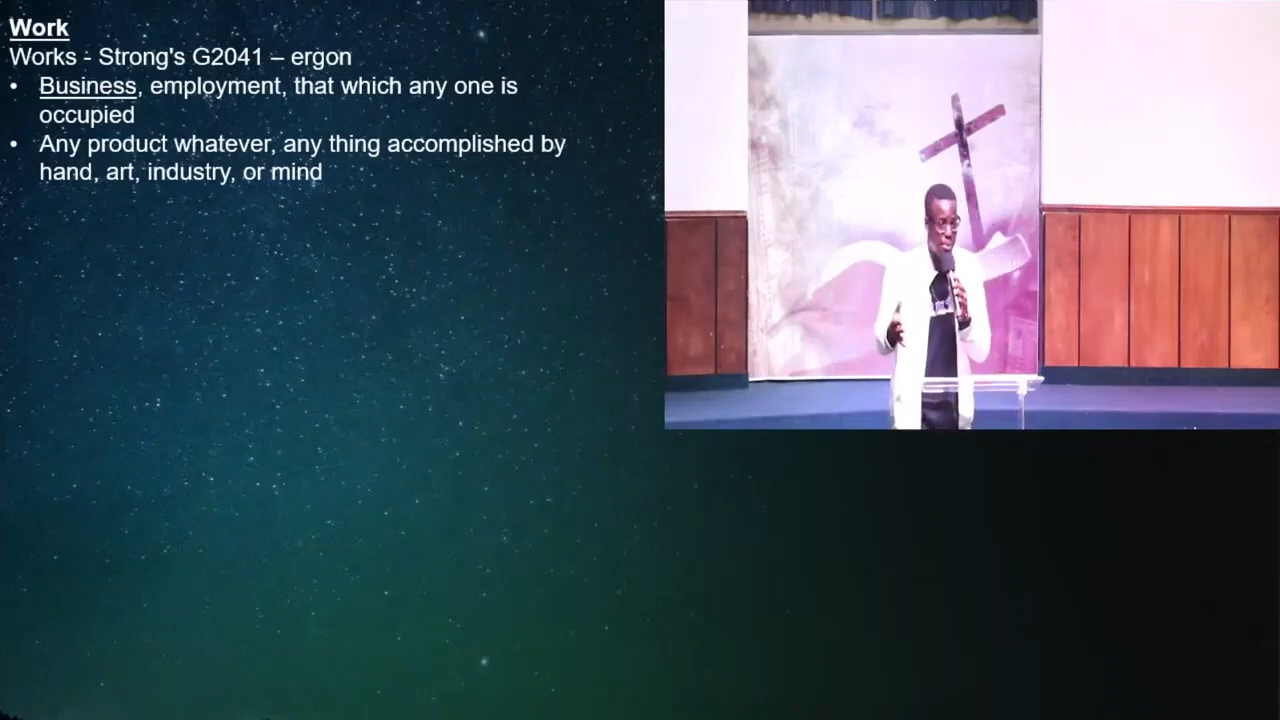 Work
Works - Strong's G2041 – ergon
• Business, employment, that which any one is
occupied
• Any product whatever, any thing accomplished by
hand, art, industry, or mind